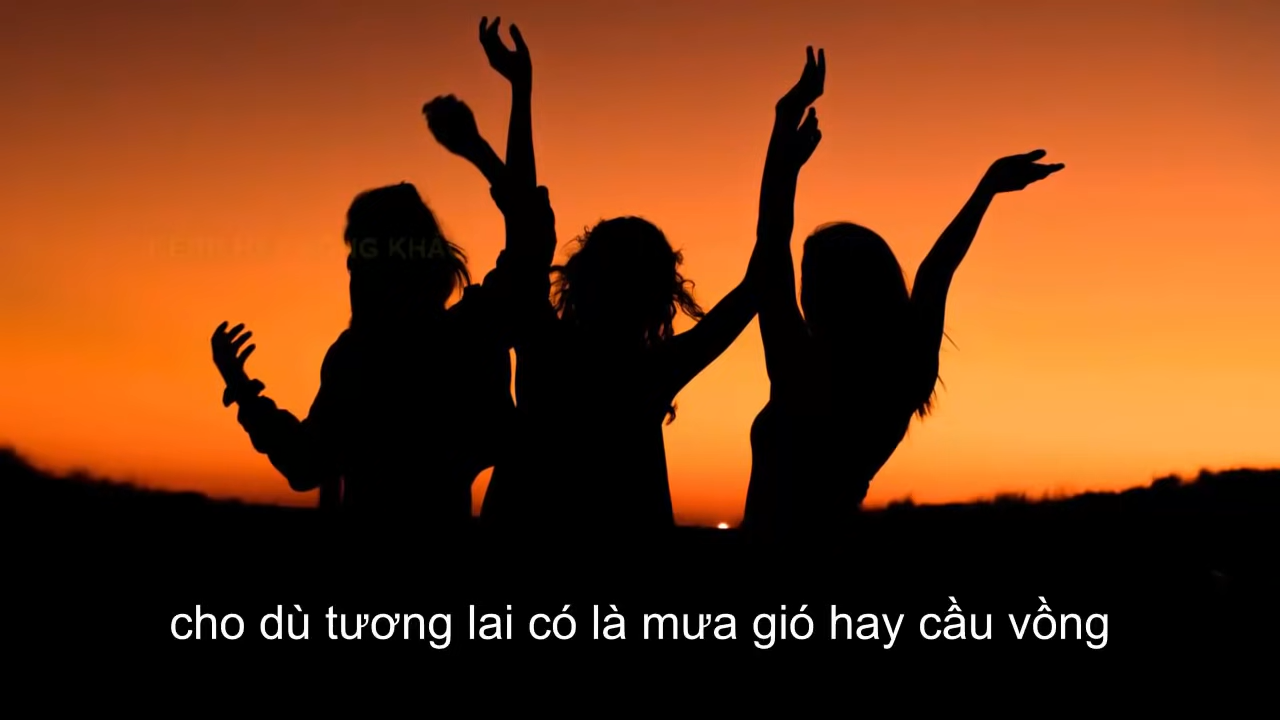 cho dù tương lai có là mưa gió hay cầu vồng